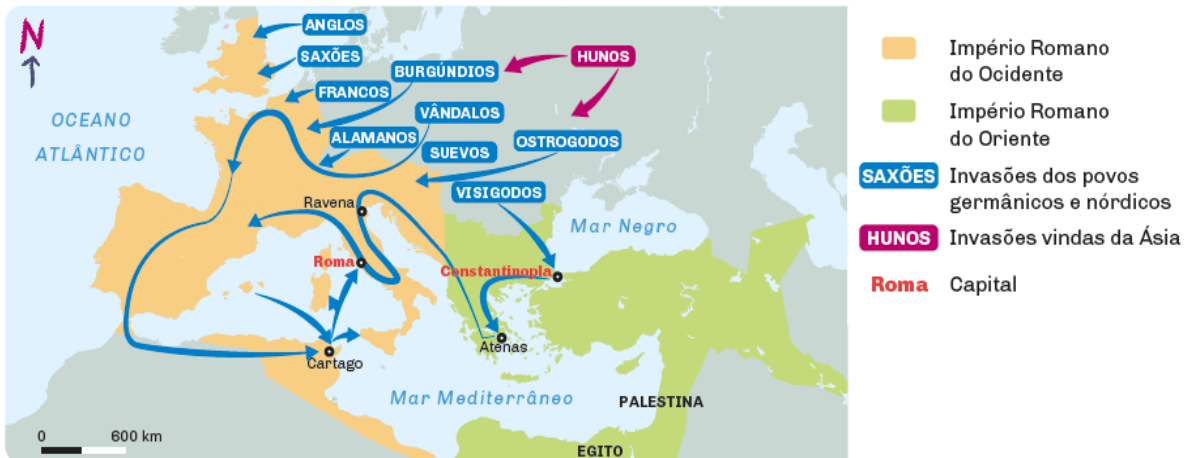 N
ANGLOS
SAXÕES
BURGÚNDIOS
HUNOS
FRANCOS
VÂNDALOS
OCEANO
ATLÂNTICO
ALAMANOS
SUEVOS
OSTROGODOS
VISIGODOS
Ravena
Mar Negro
Roma
Constantinopla
Atenas
Cartago
Mar Mediterrâneo
PALESTINA
EGITO
0 600 km
Império Romano
do Ocidente
Império Romano
do Oriente
SAXÕES Invasões dos povos
germânicos e nórdicos
HUNOS Invasões vindas da Ásia
Roma Capital